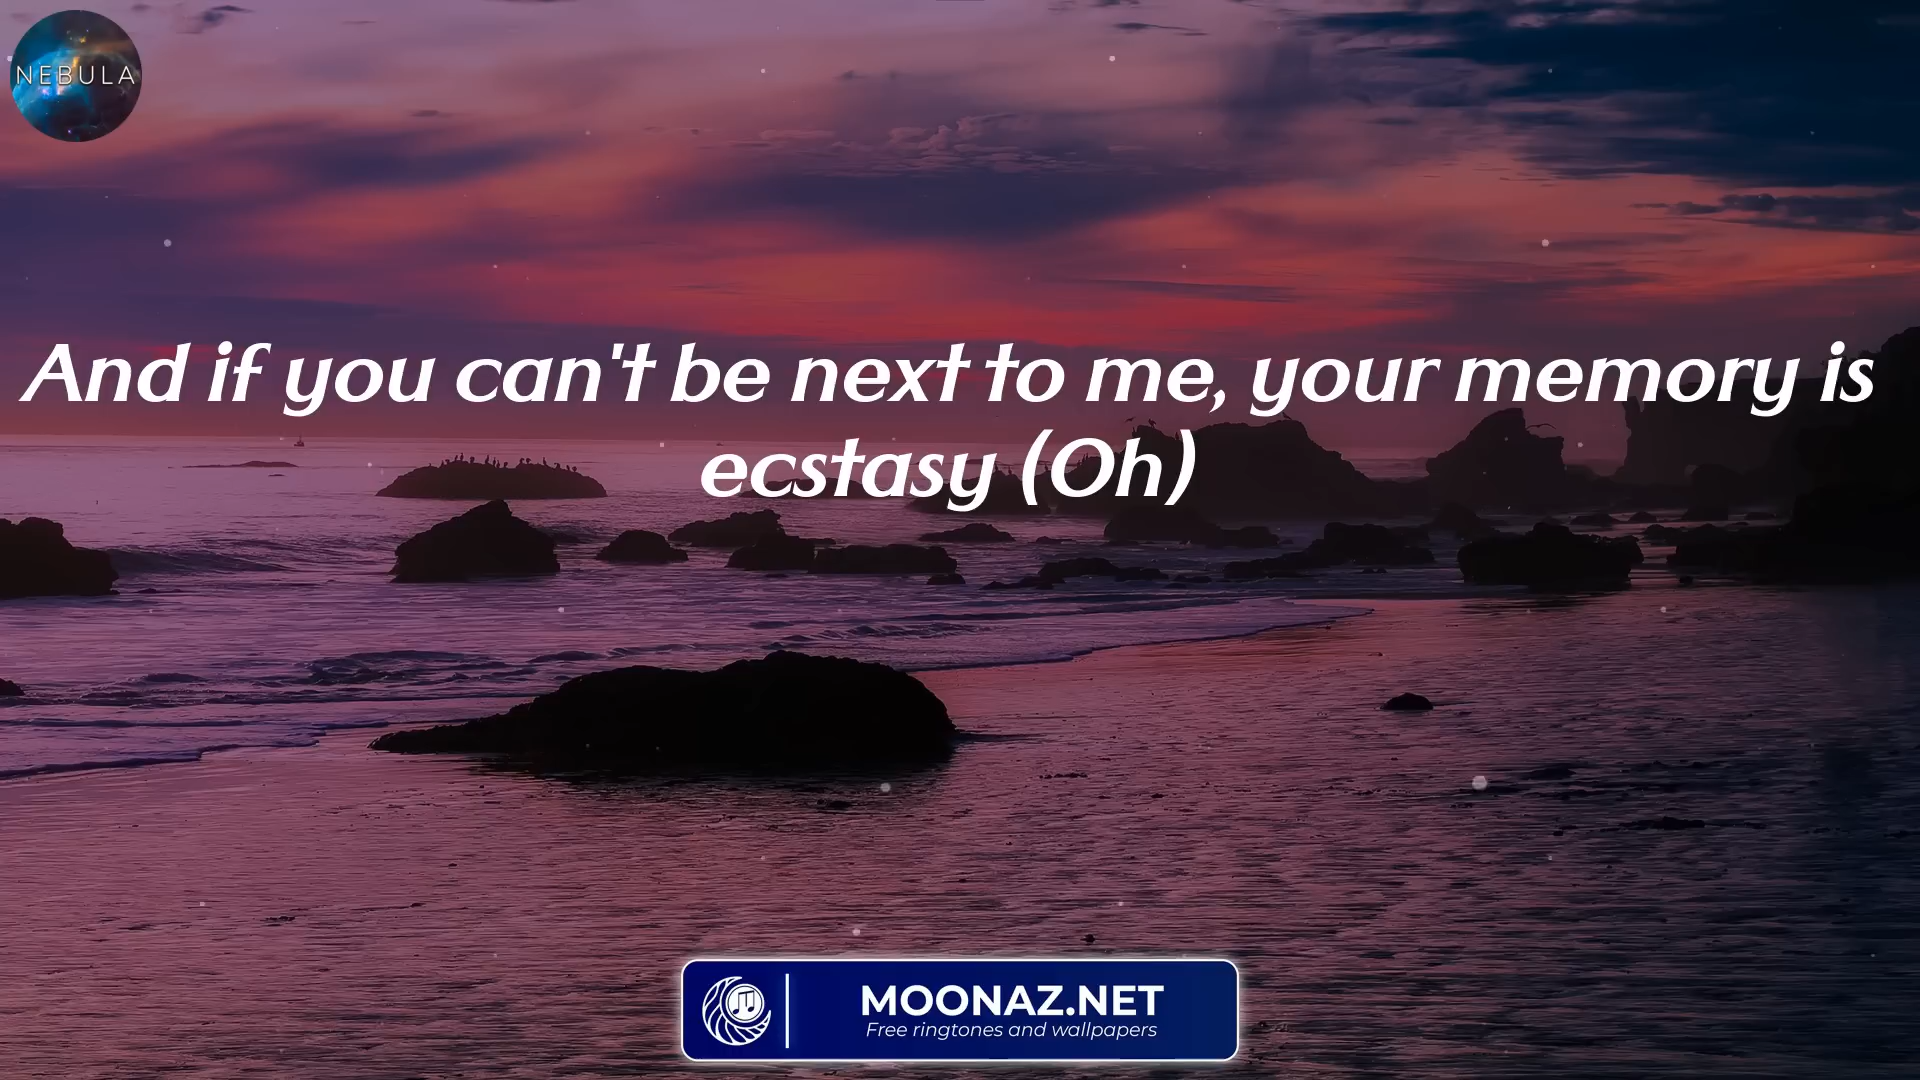 NEBULA
And if you can't be next to me, your memory is
ecstasy (Oh)
MOONAZ.NET
Free ringtones and wallpapers